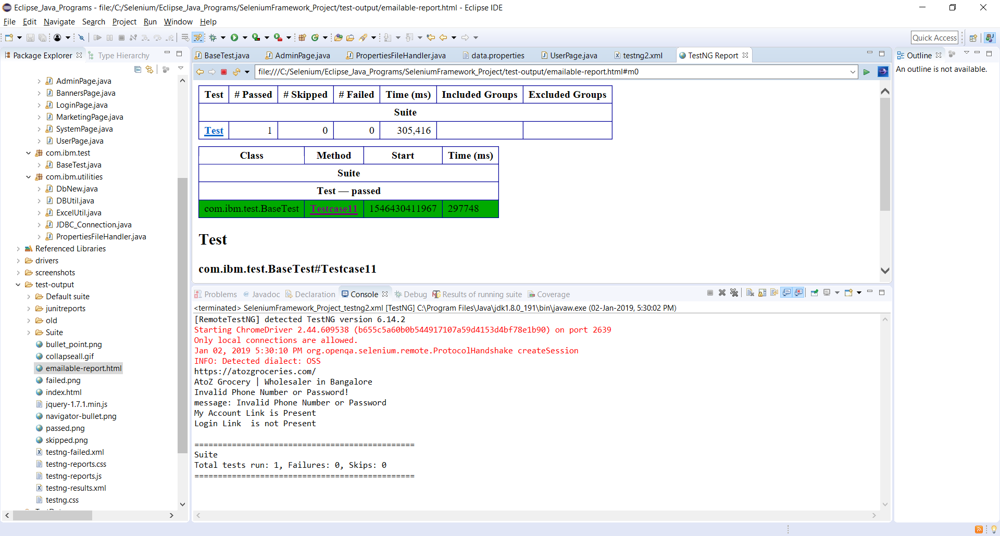 Eclipse_Java_Programs - file:/C:/Selenium/Eclipse_Java_Programs/SeleniumFramework_Project/test-output/emailable-report.html - Eclipse IDE
File Edit Navigate Search Project Run Window Help
Quick Access
Package Explorer Type Hierarchy
AdminPage.java
BannersPage.java
LoginPage.java
MarketingPage.java
SystemPage.java
UserPage.java
com.ibm.test
BaseTest.java
com.ibm.utilities
DbNew.java
DBUtil.java
ExcelUtil.java
JDBC_Connection.java
PropertiesFileHandler.java
Referenced Libraries
drivers
screenshots
test-output
Default suite
junitreports
old
Suite
bullet_point.png
collapseall.gif
emailable-report.html
failed.png
index.html
jquery-1.7.1.min.js
navigator-bullet.png
passed.png
skipped.png
testng-failed.xml
testng-reports.css
testng-reports.js
testng-results.xml
testng.css
BaseTest.java AdminPage.java PropertiesFileHandler.java data.properties UserPage.java testng2.xml TestNG Report
file:///C:/Selenium/Eclipse_Java_Programs/SeleniumFramework_Project/test-output/emailable-report.html#m0
Test # Passed # Skipped # Failed Time (ms) Included Groups Excluded Groups
Suite
Test 1 0 0 305,416
Class Method Start Time (ms)
Suite
Test — passed
com.ibm.test.BaseTest Testcase11 1546430411967 297748
Test
com.ibm.test.BaseTest#Testcase11
Problems @ Javadoc Declaration Console Debug Results of running suite Coverage
<terminated> SeleniumFramework_Project_testng2.xml [TestNG] C:\Program Files\Java\jdk1.8.0_191\bin\javaw.exe (02-Jan-2019, 5:30:02 PM)
[RemoteTestNG] detected TestNG version 6.14.2
Starting ChromeDriver 2.44.609538 (b655c5a60b0b544917107a59d4153d4bf78e1b90) on port 2639
Only local connections are allowed.
Jan 02, 2019 5:30:10 PM org.openqa.selenium.remote.ProtocolHandshake createSession
INFO: Detected dialect: OSS
https://atozgroceries.com/
AtoZ Grocery | Wholesaler in Bangalore
Invalid Phone Number or Password!
message: Invalid Phone Number or Password
My Account Link is Present
Login Link  is not Present
===============================================
Suite
Total tests run: 1, Failures: 0, Skips: 0
===============================================
Outline
An outline is not available.